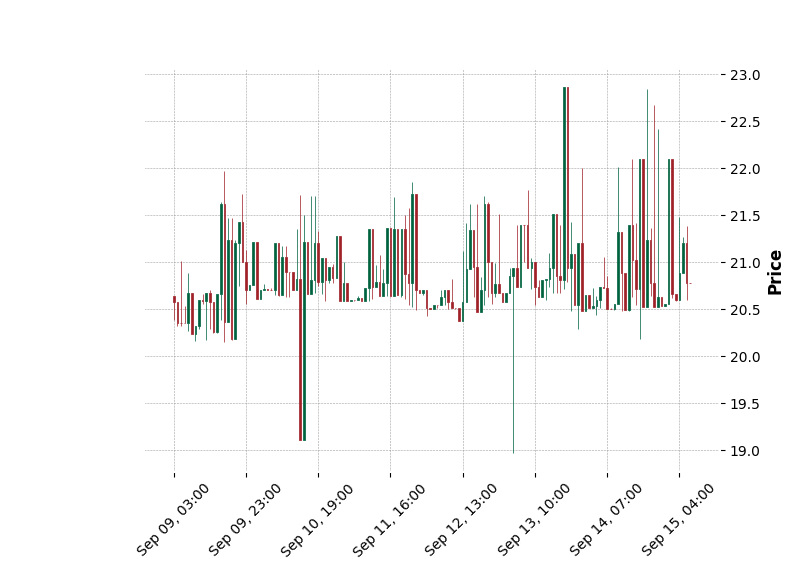 23.0
22.5
22.0
21.5
21.0
20.5
20.0
19.5
19.0
Price
Sep 09, 03:00
Sep 09, 23:00
Sep 10, 19:00
Sep 11, 16:00
Sep 12, 13:00
Sep 13, 10:00
Sep 14, 07:00
Sep 15, 04:00